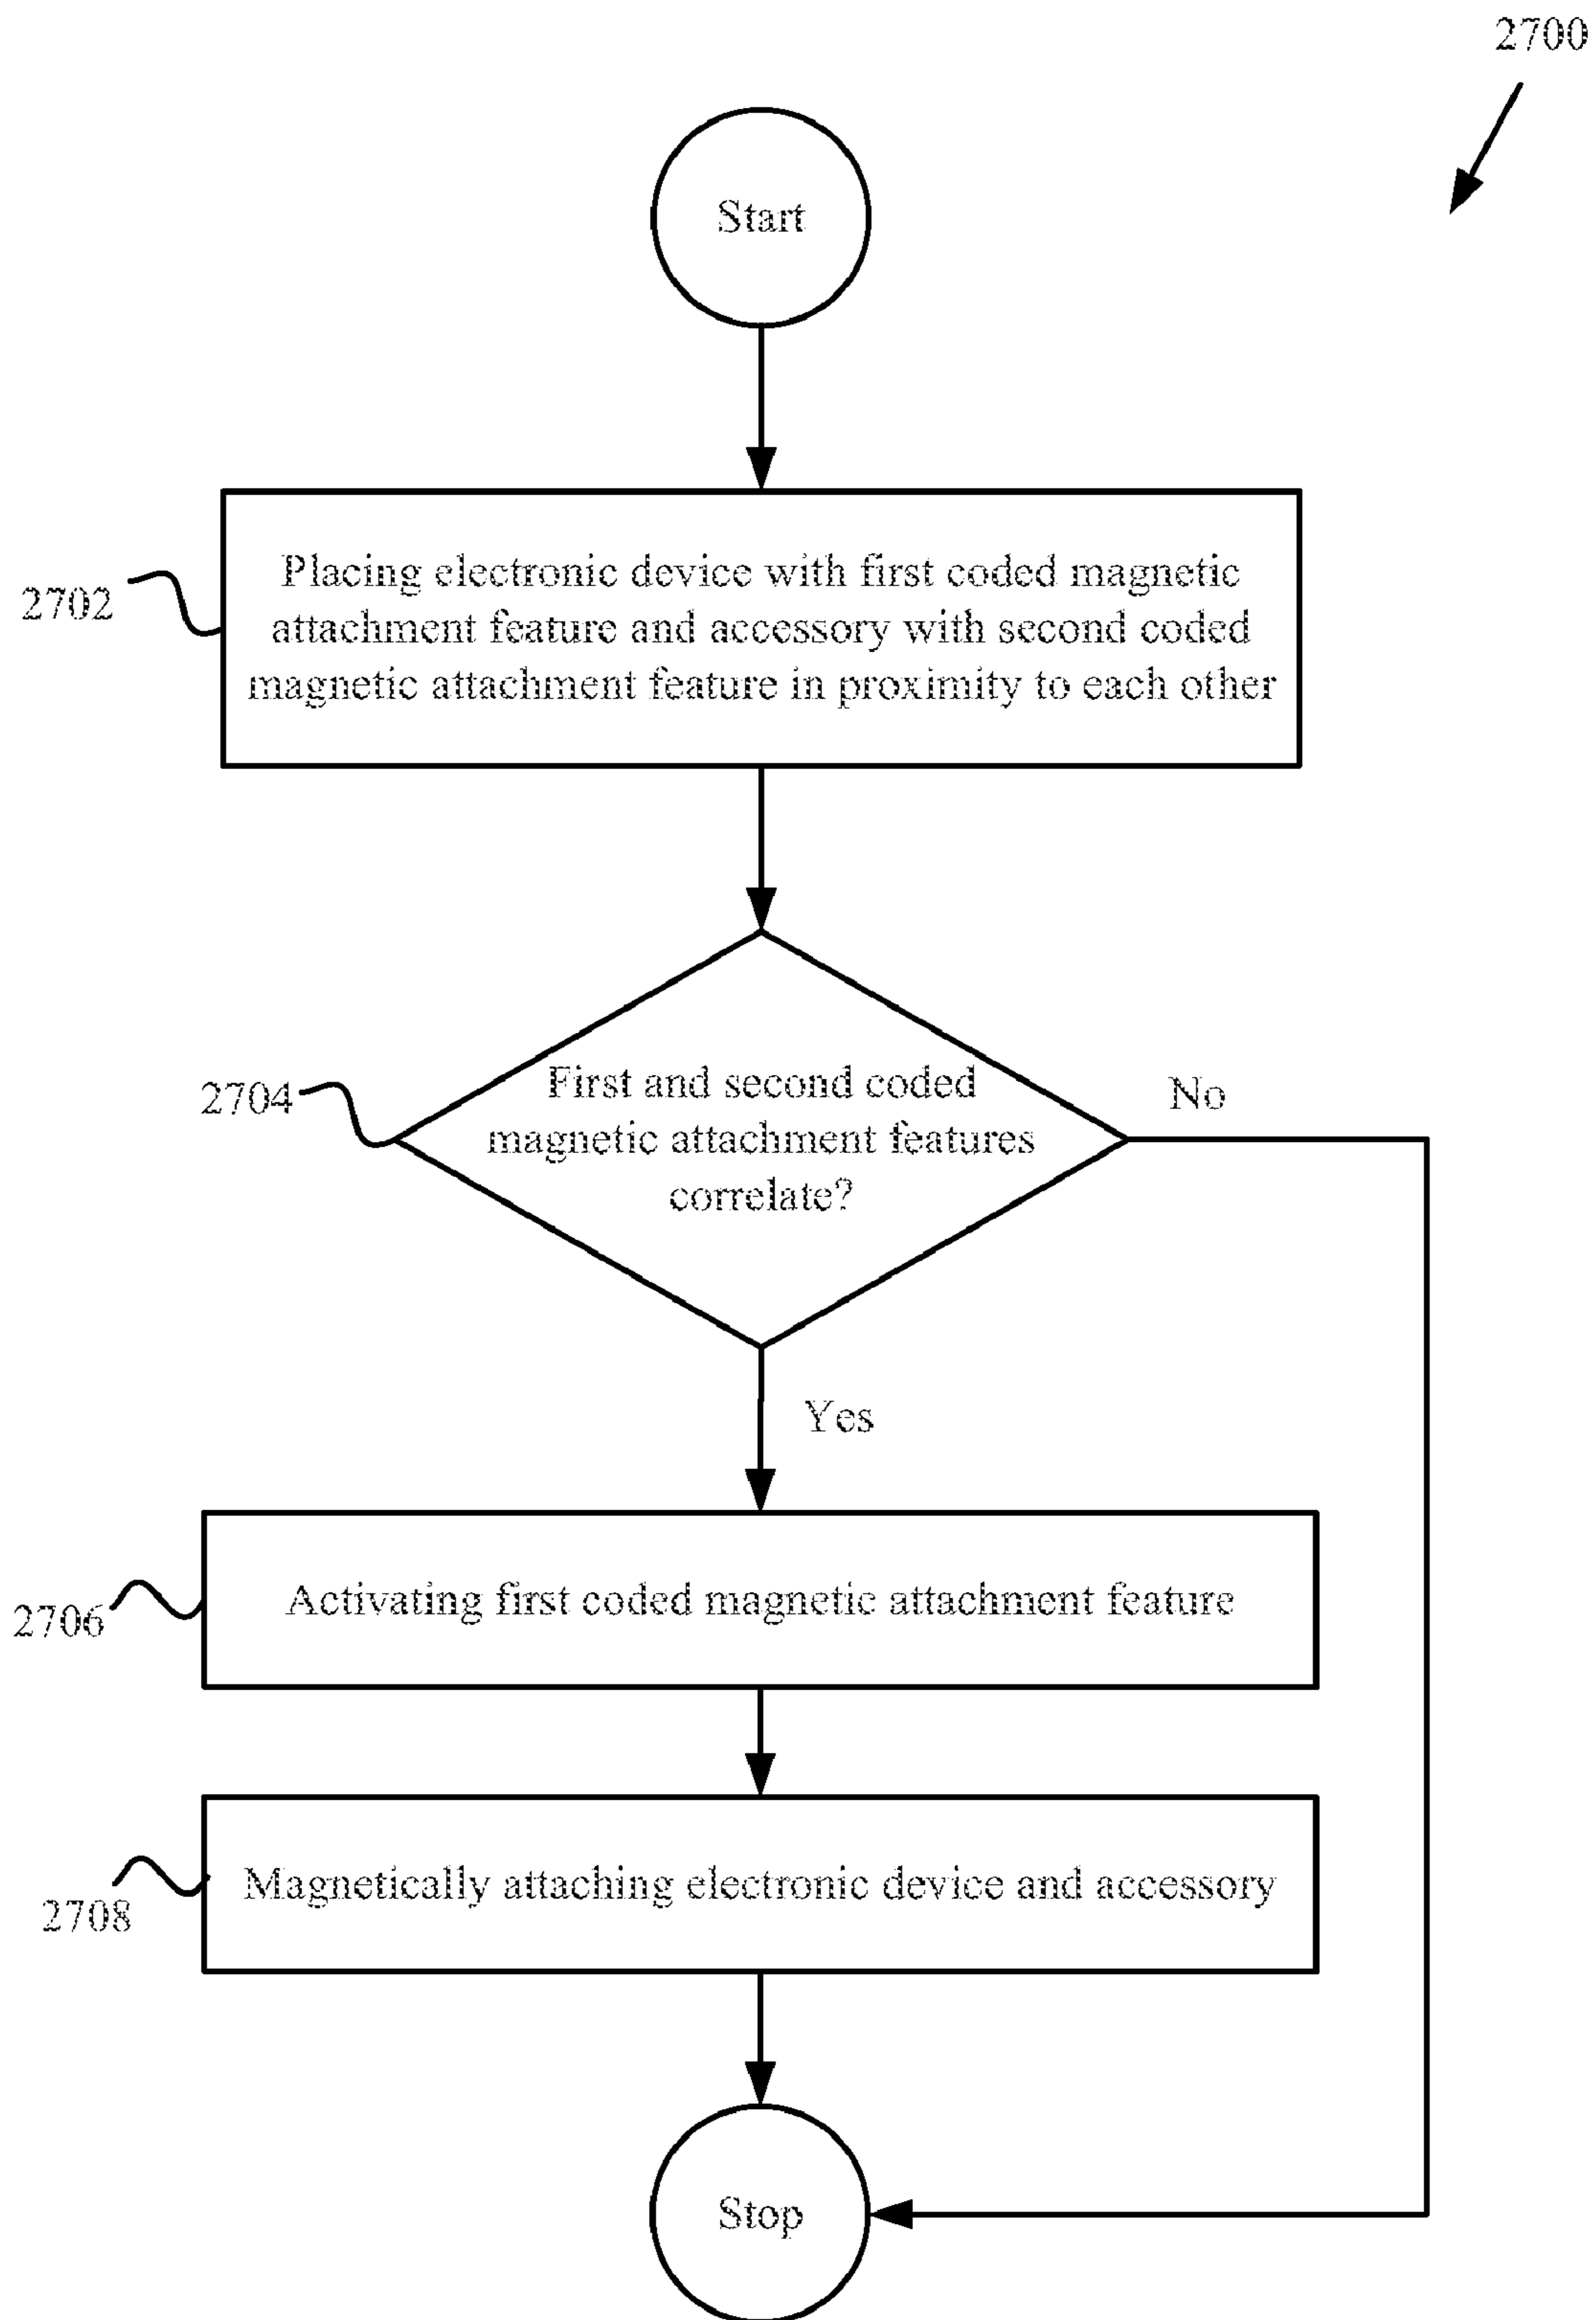 2700
Start
2702
Placing electronic device with first coded magnetic
attachment feature and accessory with second coded
magnetic attachment feature in proximity to each other
2704
First and second coded
magnetic attachment features
correlate?
No
Yes
2706
Activating first coded magnetic attachment feature
2708
Magnetically attaching electronic device and accessory
Stop